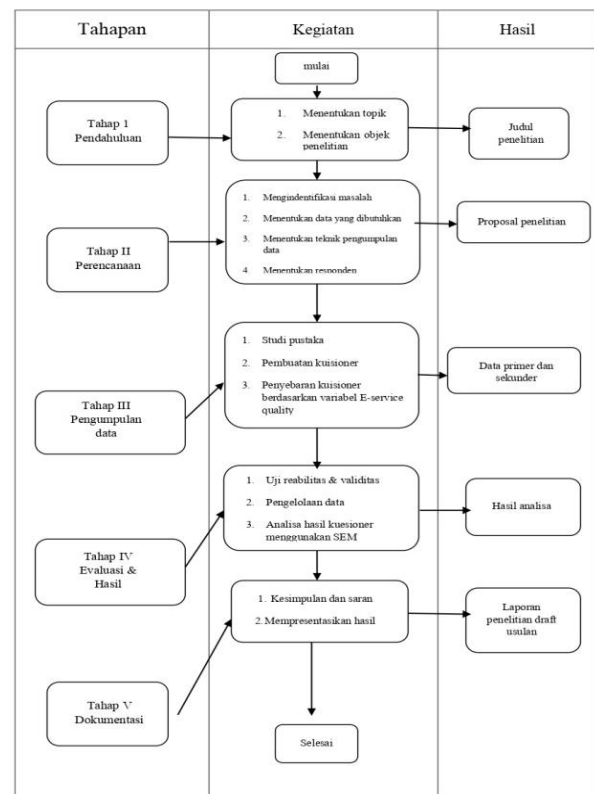 Tahapan
Kegiatan
Hasil
mulai
Tahap 1
Pendahuluan
1. Menentukan topik
2. Menentukan objek
penelitian
Judul
penelitian
Tahap II
Perencanaan
1. Mengindentifikasi masalah
2. Menentukan data yang dibutuhkan
3. Menentukan teknik pengumpulan
data
4. Menentukan responden
Proposal penelitian
Tahap III
Pengumpulan
data
1. Studi pustaka
2. Pembuatan kuisioner
3. Penyebaran kuisioner
berdasarkan variabel E-service
quality
Data primer dan
sekunder
Tahap IV
Evaluasi &
Hasil
1. Uji reabilitas & validitas
2. Pengelolaan data
3. Analisa hasil kuesioner
menggunakan SEM
Hasil analisa
Tahap V
Dokumentasi
1. Kesimpulan dan saran
2. Mempresentasikan hasil
Laporan
penelitian draft
usulan
Selesai